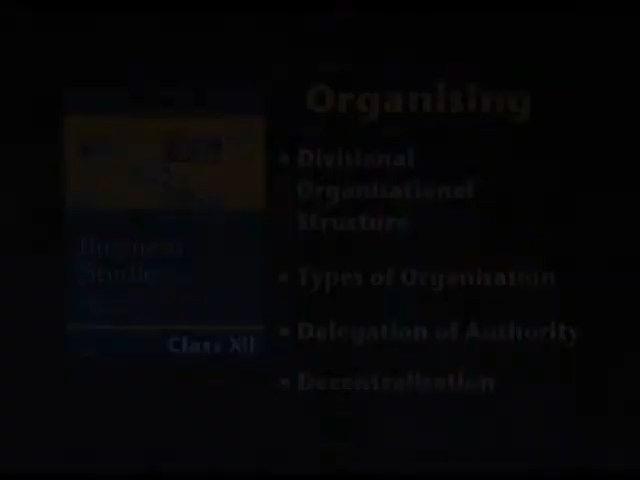 Organising
• Divisional
Organisational
Structure
• Types of Organisation
• Delegation of Authority
• Decentralisation
Business
Studies
Class XII